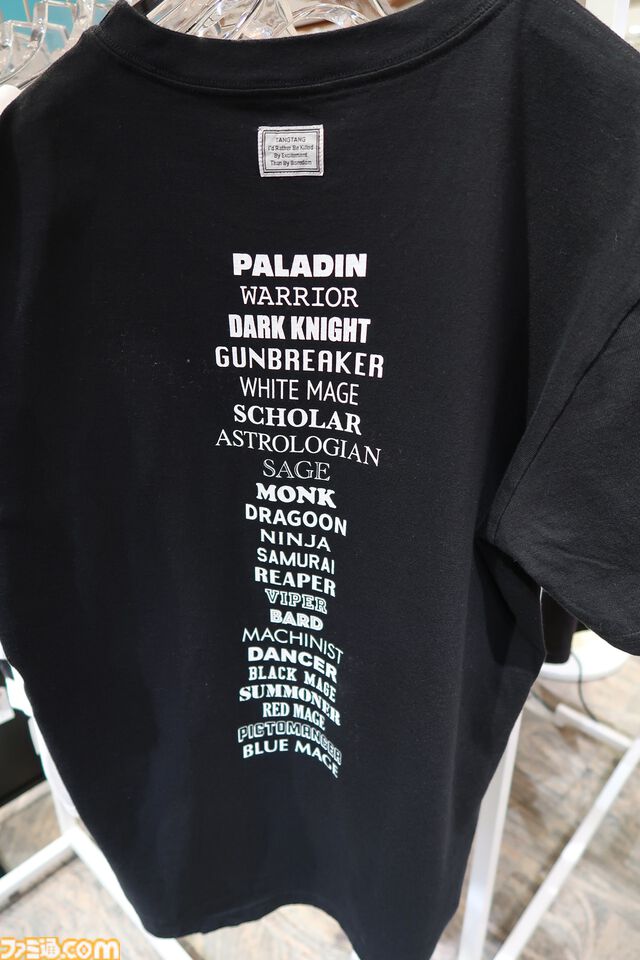 TANGTANG
I'd Rather Be Killed
By Excitement
Than By Boredom
PALADIN
WARRIOR
DARK KNIGHT
GUNBREAKER
WHITE MAGE
SCHOLAR
ASTROLOGIAN
SAGE
MONK
DRAGOON
NINJA
SAMURAI
REAPER
VIPER
BARD
MACHINIST
DANCER
BLACK MAGE
SUMMONER
RED MAGE
PICTOMANCER
BLUE MAGE
ファミ通.com